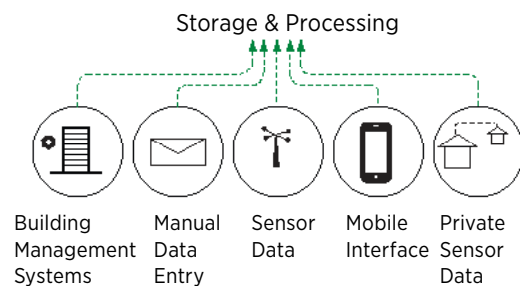 Storage & Processing
Building
Management
Systems
Manual
Data
Entry
Sensor
Data
Mobile
Interface
Private
Sensor
Data